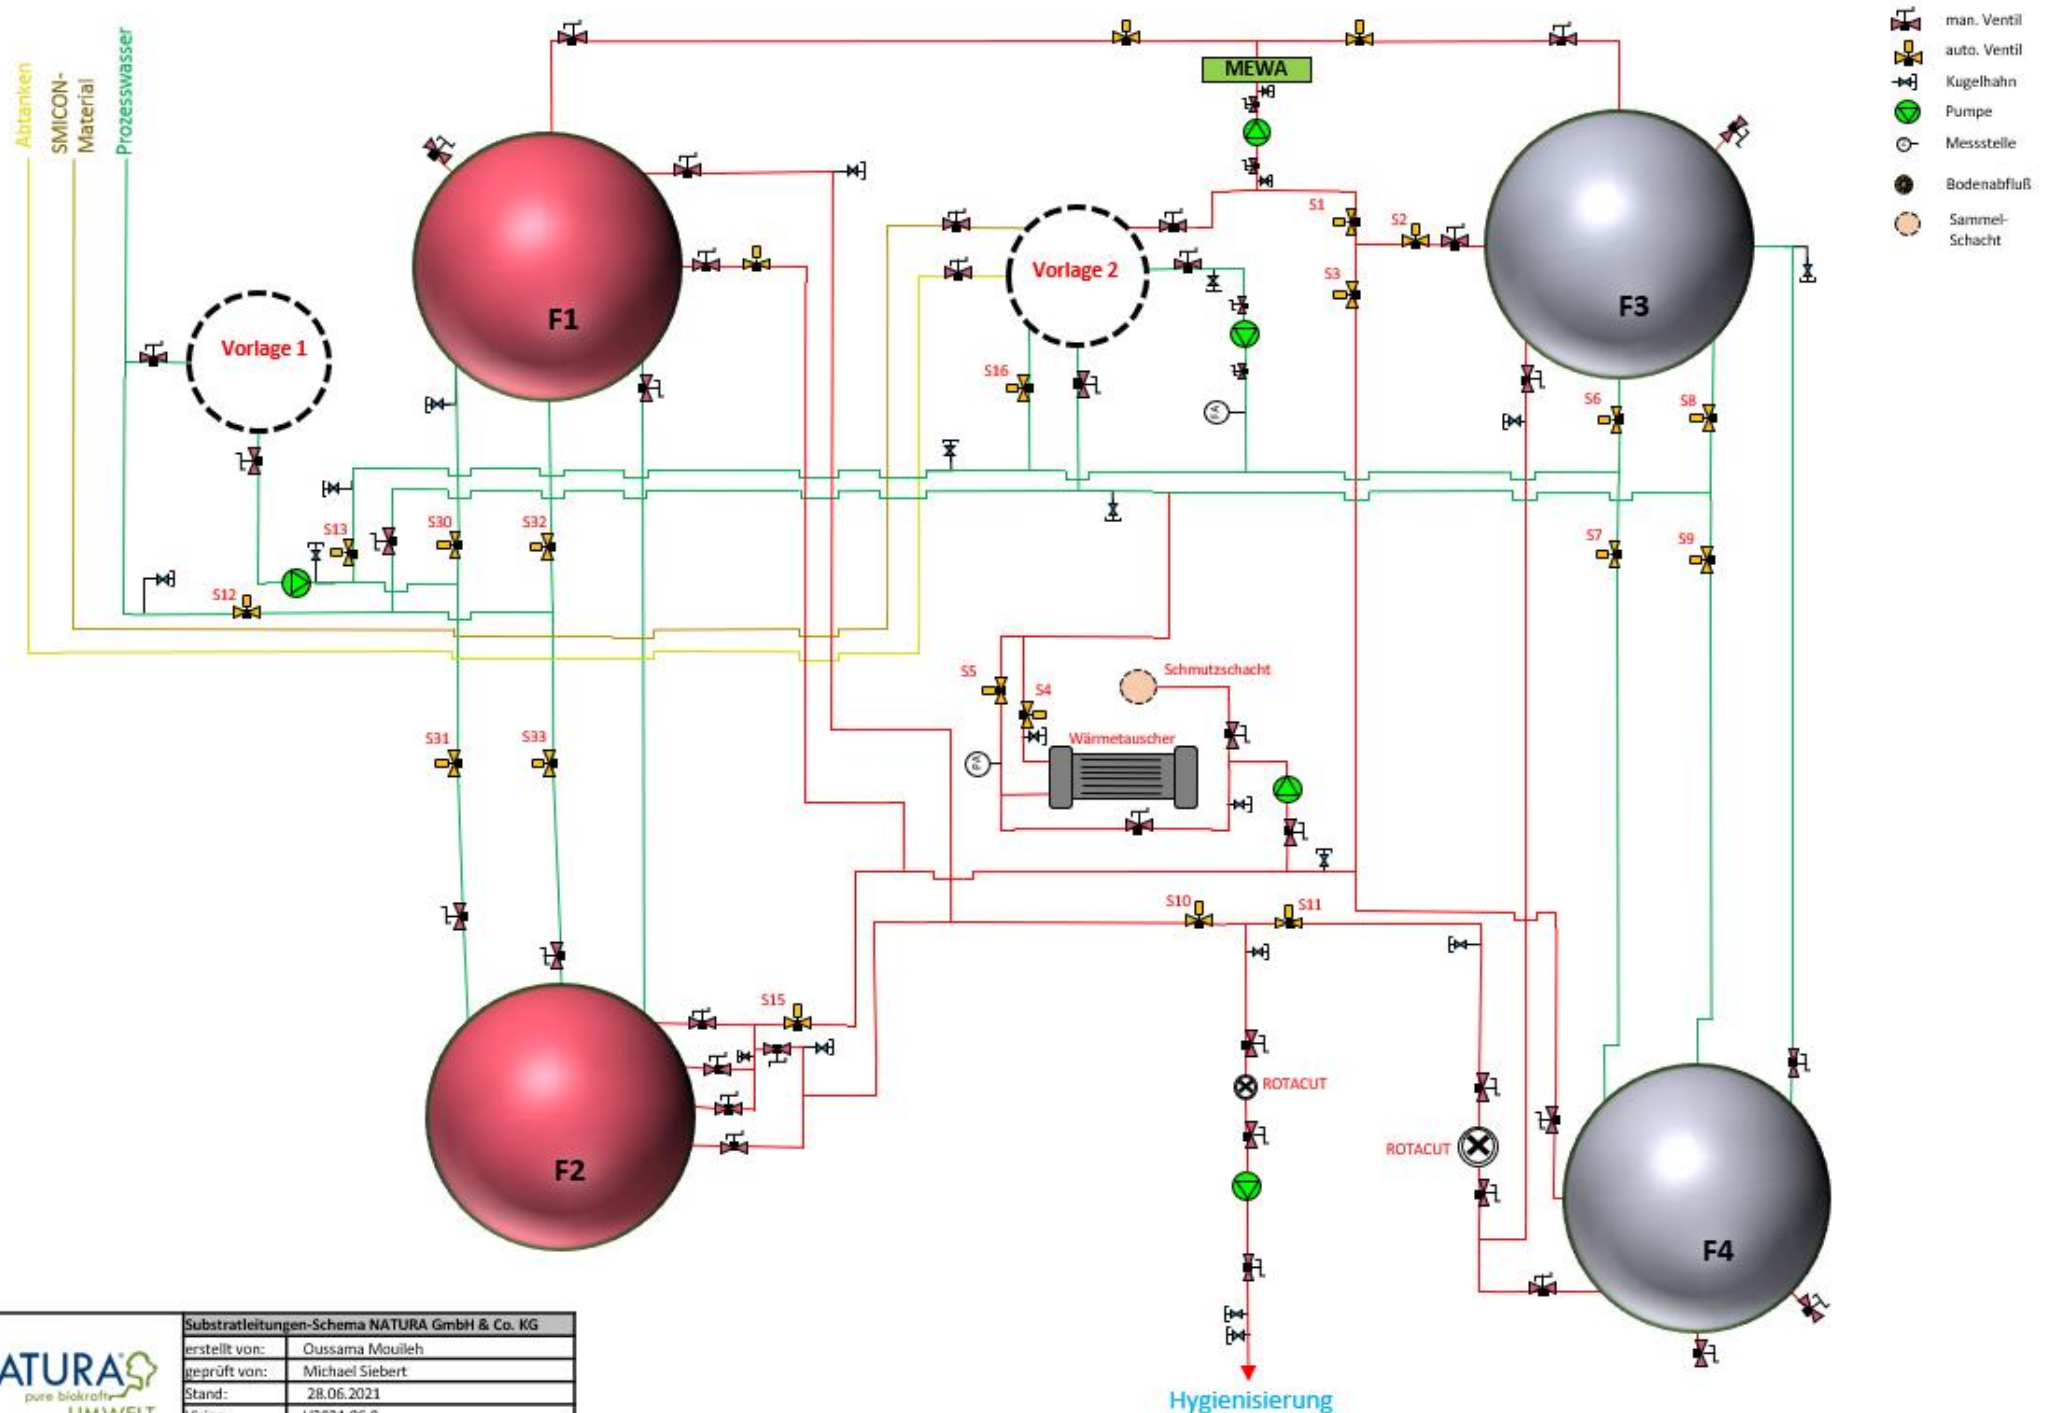 Abtanken
SMICON-
Material
Prozesswasser
MEWA
man. Ventil
auto. Ventil
Kugelhahn
Pumpe
Messstelle
Bodenabfluß
Sammel-
Schacht
F1
Vorlage 1
Vorlage 2
F3
S1
S2
S3
S16
S6
S8
S13
S30
S32
S12
S7
S9
S5
S4
Schmutzschacht
Wärmetauscher
S31
S33
S10
S11
S15
ROTACUT
ROTACUT
F2
F4
Hygienisierung
Substratleitungen-Schema NATURA GmbH & Co. KG
erstellt von: Oussama Mouileh
geprüft von: Michael Siebert
Stand: 28.06.2021
ATURA
pure biokraft
UMWELT